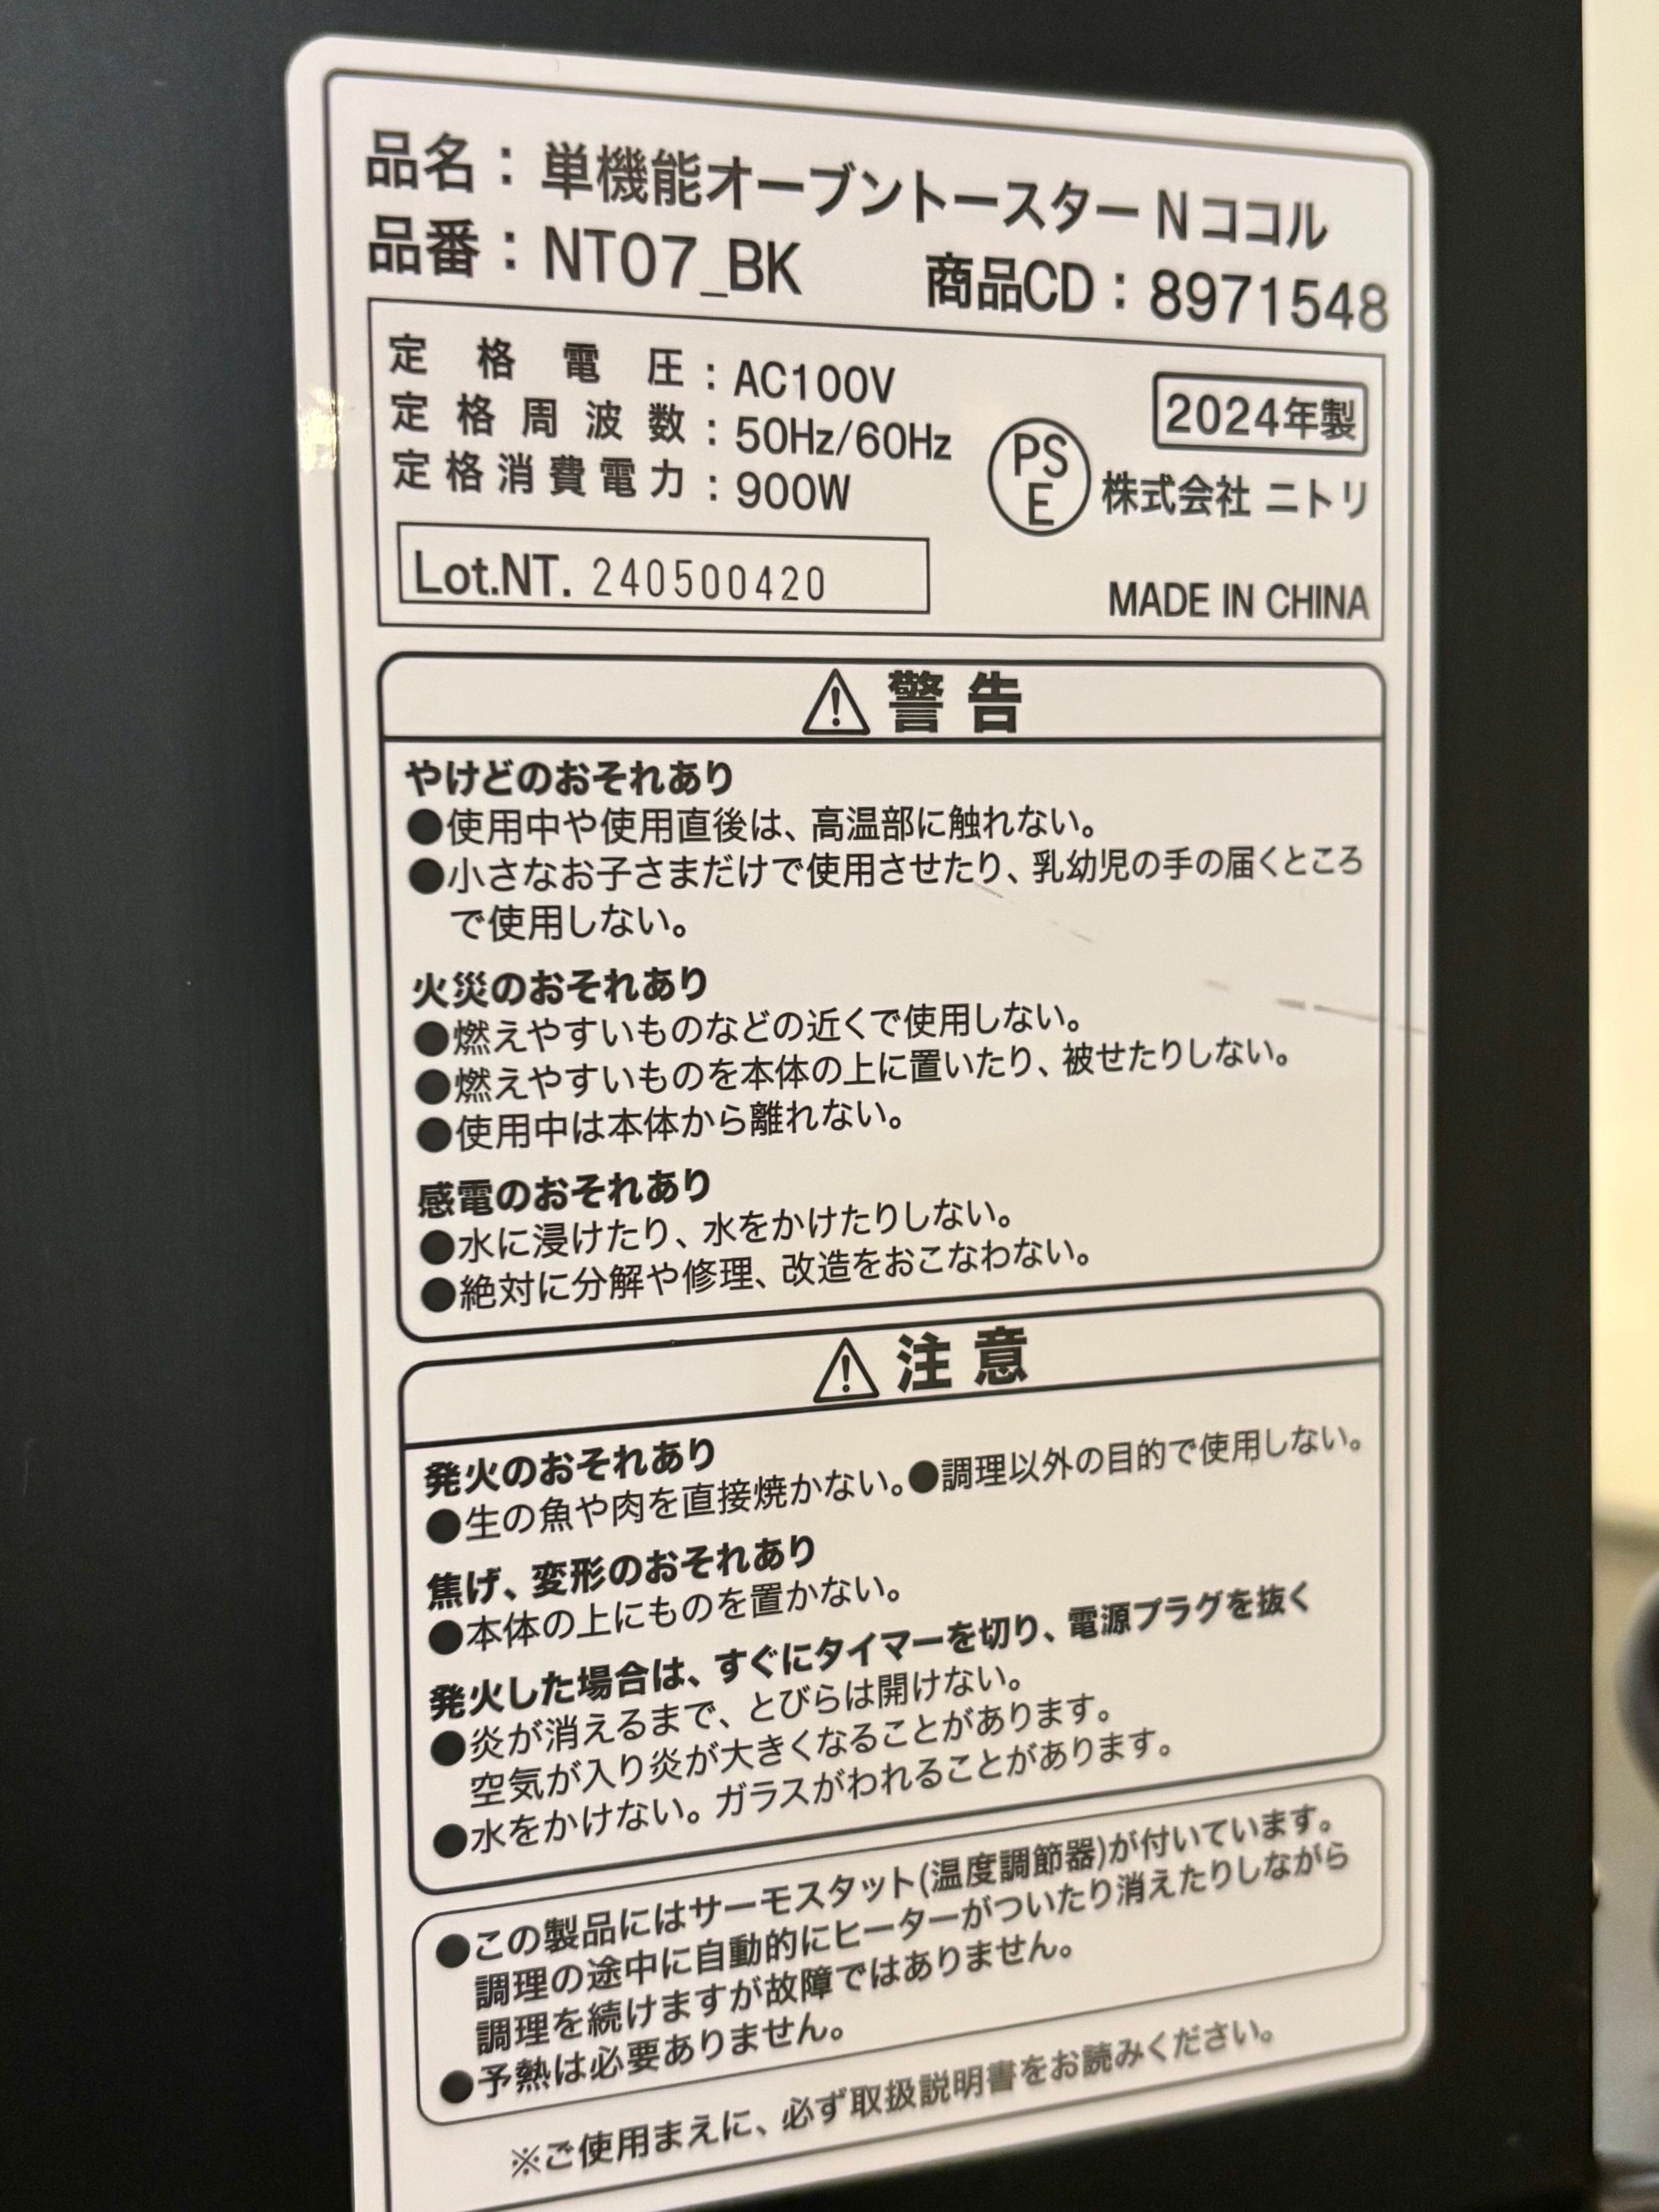 品名：単機能オーブントースターNココル
品番：NT07_BK 商品CD：8971548
定格電圧：AC100V
2024年製
定格周波数：50Hz/60Hz
PS
E
株式会社 ニトリ
定格消費電力：900W
Lot.NT. 240500420
MADE IN CHINA
⚠警告
やけどのおそれあり
●使用中や使用直後は、高温部に触れない。
●小さなお子さまだけで使用させたり、乳幼児の手の届くところ
で使用しない。
火災のおそれあり
●燃えやすいものなどの近くで使用しない。
●燃えやすいものを本体の上に置いたり、被せたりしない。
●使用中は本体から離れない。
感電のおそれあり
●水に浸けたり、水をかけたりしない。
●絶対に分解や修理、改造をおこなわない。
⚠注意
発火のおそれあり
●生の魚や肉を直接焼かない。●調理以外の目的で使用しない。
焦げ、変形のおそれあり
●本体の上にものを置かない。
発火した場合は、すぐにタイマーを切り、電源プラグを抜く
●炎が消えるまで、とびらは開けない。
空気が入り炎が大きくなることがあります。
●水をかけない。ガラスがわれることがあります。
●この製品にはサーモスタット(温度調節器)が付いています。
調理の途中に自動的にヒーターがついたり消えたりしながら
調理を続けますが故障ではありません。
●予熱は必要ありません。
※ご使用まえに、必ず取扱説明書をお読みください。